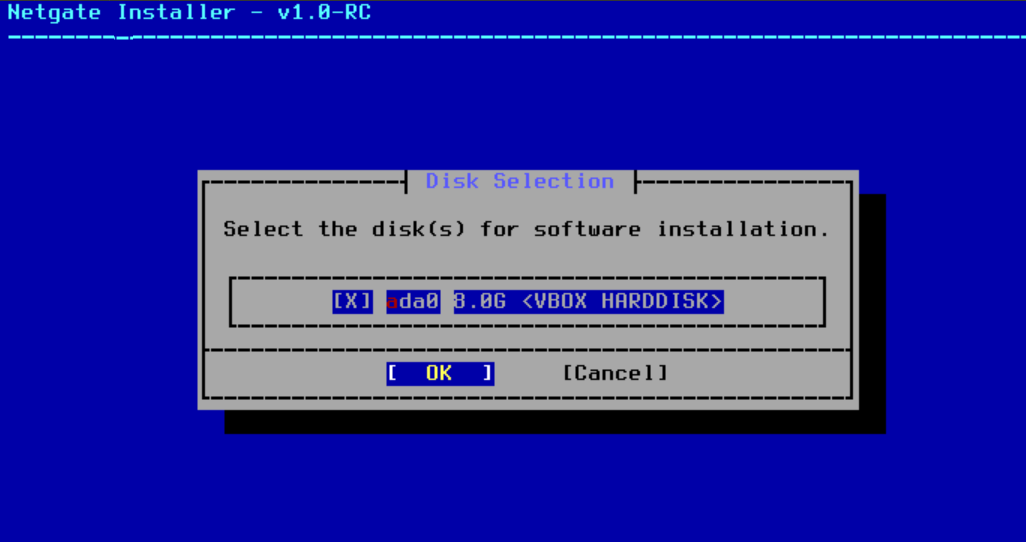 Netgate Installer - v1.0-RC
Disk Selection
Select the disk(s) for software installation.
[X] ada0 8.0G <VBOX HARDDISK>
[ OK ] [Cancel]